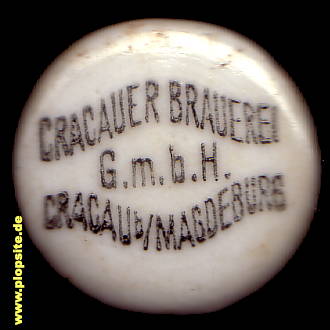 CRACAUER BRAUEREI
G.m.b.H.
CRACAU b/MAGDEBURG
www.plopsite.de